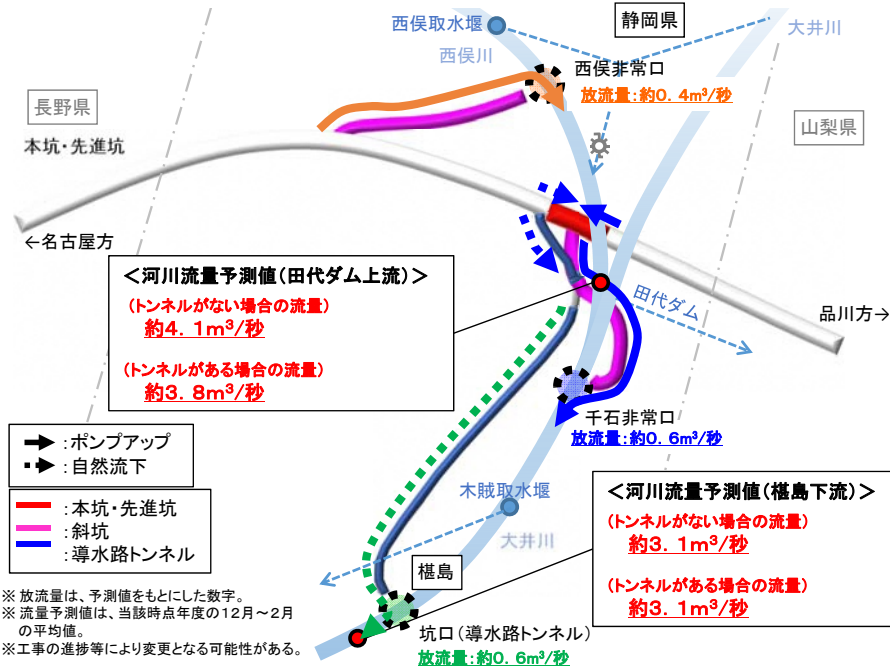 静岡県
西俣取水堰
大井川
西俣川
西俣非常口
放流量:約0.4m³/秒
長野県
山梨県
本坑・先進坑
←名古屋方
<河川流量予測値(田代ダム上流)>
(トンネルがない場合の流量)
約4.1m³/秒
(トンネルがある場合の流量)
約3.8m³/秒
田代ダム
品川方→
千石非常口
放流量:約0.6m³/秒
:ポンプアップ
:自然流下
:本坑・先進坑
:斜坑
:導水路トンネル
木賊取水堰
大井川
<河川流量予測値(椹島下流)>
(トンネルがない場合の流量)
約3.1m³/秒
(トンネルがある場合の流量)
約3.1m³/秒
椹島
坑口(導水路トンネル)
放流量:約0.6m³/秒
※ 放流量は、予測値をもとにした数字。
※ 流量予測値は、当該時点年度の12月~2月
の平均値。
※工事の進捗等により変更となる可能性がある。